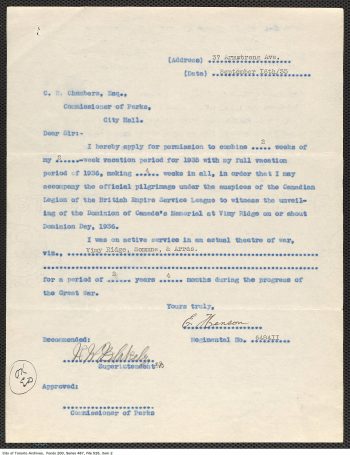 (Address) 37 Armstrong Ave.
(Date) September 19th/35
C. E. Chambers, Esq.,
Commissioner of Parks,
City Hall.
Dear Sir:-
I hereby apply for permission to combine 2 weeks of
my 2 -week vacation period for 1935 with my full vacation
period of 1936, making 4 weeks in all, in order that I may
accompany the official pilgrimage under the auspices of the Canadian
Legion of the British Empire Service League to witness the unveil-
ing of the Dominion of Canada's Memorial at Vimy Ridge on or about
Dominion Day, 1936.
I was on active service in an actual theatre of war,
viz., Vimy Ridge, Somme, & Arras.
for a period of 2 years 4 months during the progress of
the Great War.
Yours truly,
E.
Recommended: Regimental No.
Superintendent
Approved:
Commissioner of Parks
City of Toronto Archives, Fonds 200, Series 487, File 926, Item 2